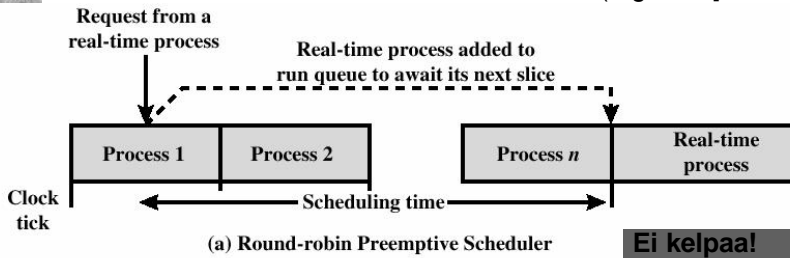 Request from a
real-time process
Real-time process added to
run queue to await its next slice
Process 1
Process 2
Process n
Real-time
process
Clock
tick
Scheduling time
(a) Round-robin Preemptive Scheduler
Ei kelpaa!